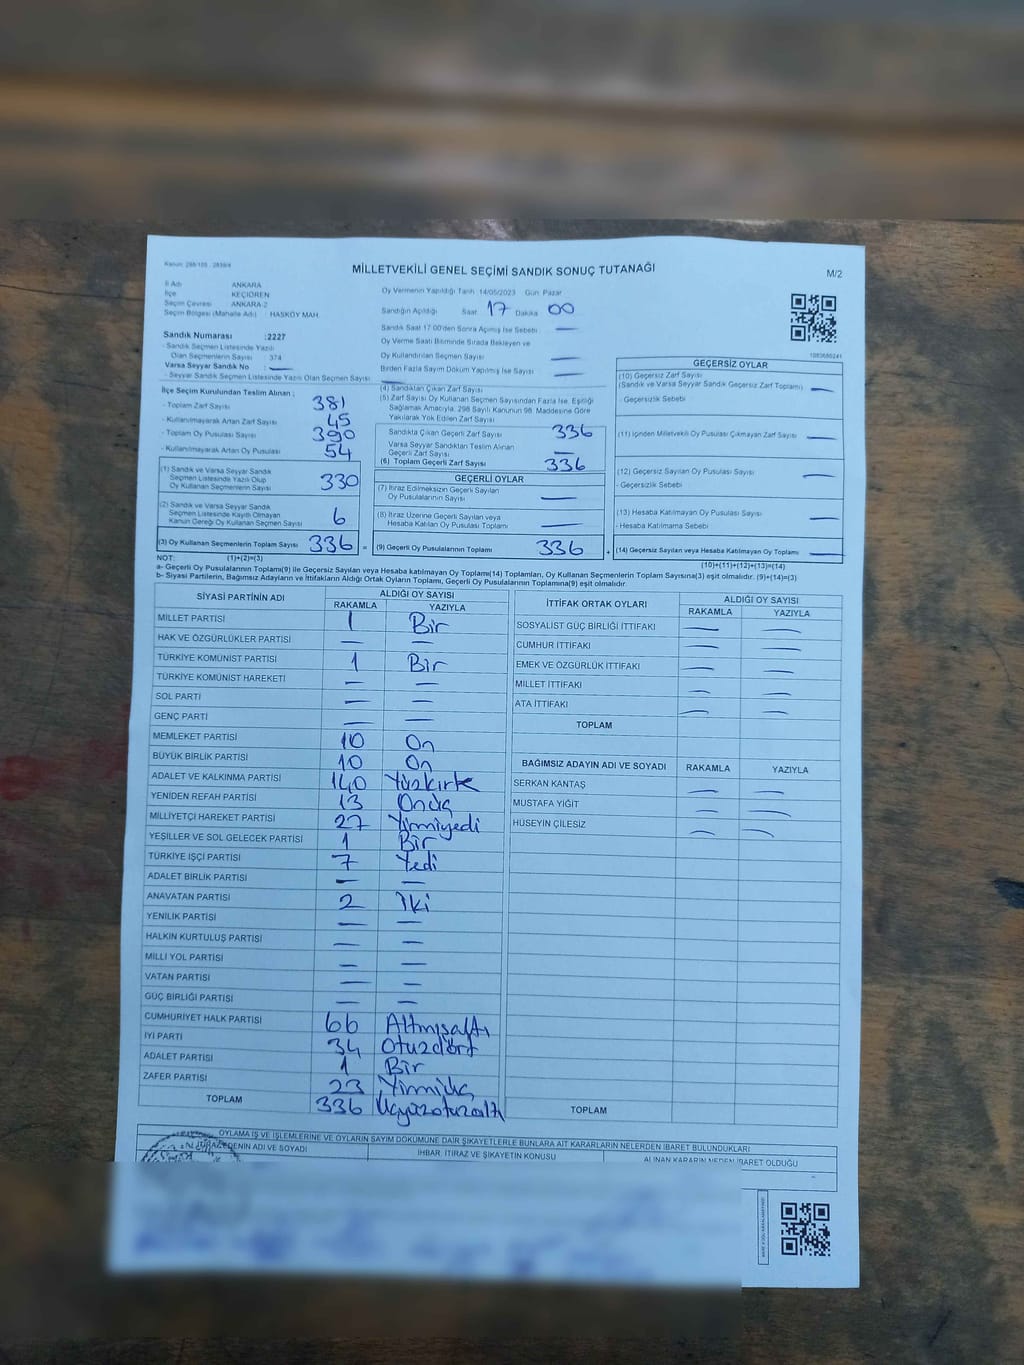 Kanun: 298/105 , 2839/4
MİLLETVEKİLİ GENEL SEÇİMİ SANDIK SONUÇ TUTANAĞI
M/2
İl Adı ANKARA
İlçe KEÇİÖREN
Seçim Çevresi ANKARA-2
Seçim Bölgesi (Mahalle Adı) HASKÖY MAH.
Oy Vermenin Yapıldığı Tarih :14/05/2023 Gün: Pazar
Sandığın Açıldığı Saat 17 Dakika 00
Sandık Saat 17:00'den Sonra Açılmış İse Sebebi : —
Oy Verme Saati Bitiminde Sırada Bekleyen ve
Oy Kullandırılan Seçmen Sayısı —
Birden Fazla Sayım Döküm Yapılmış İse Sayısı —
Sandık Numarası :2227
- Sandık Seçmen Listesinde Yazılı
Olan Seçmenlerin Sayısı 374
Varsa Seyyar Sandık No : —
- Seyyar Sandık Seçmen Listesinde Yazılı Olan Seçmen Sayısı —
İlçe Seçim Kurulundan Teslim Alınan ;
- Toplam Zarf Sayısı 381
- Kullanılmayarak Artan Zarf Sayısı 45
- Toplam Oy Pusulası Sayısı 390
- Kullanılmayarak Artan Oy Pusulası 54
(1) Sandık ve Varsa Seyyar Sandık
Seçmen Listesinde Yazılı Olup
Oy Kullanan Seçmenlerin Sayısı 330
(2) Sandık ve Varsa Seyyar Sandık
Seçmen Listesinde Kayıtlı Olmayan
Kanun Gereği Oy Kullanan Seçmen Sayısı 6
(3) Oy Kullanan Seçmenlerin Toplam Sayısı 336 =
(4) Sandıktan Çıkan Zarf Sayısı
(5) Zarf Sayısı Oy Kullanan Seçmen Sayısından Fazla İse, Eşitliği
Sağlamak Amacıyla, 298 Sayılı Kanunun 98. Maddesine Göre
Yakılarak Yok Edilen Zarf Sayısı
Sandıkta Çıkan Geçerli Zarf Sayısı 336
Varsa Seyyar Sandıktan Teslim Alınan
Geçerli Zarf Sayısı —
(6) Toplam Geçerli Zarf Sayısı 336
GEÇERLİ OYLAR
(7) İtiraz Edilmeksizin Geçerli Sayılan
Oy Pusulalarının Sayısı —
(8) İtiraz Üzerine Geçerli Sayılan veya
Hesaba Katılan Oy Pusulası Toplamı —
(9) Geçerli Oy Pusulalarının Toplamı 336 +
1083680241
GEÇERSİZ OYLAR
(10) Geçersiz Zarf Sayısı
(Sandık ve Varsa Seyyar Sandık Geçersiz Zarf Toplamı) —
- Geçersizlik Sebebi
(11) İçinden Milletvekili Oy Pusulası Çıkmayan Zarf Sayısı —
(12) Geçersiz Sayılan Oy Pusulası Sayısı —
- Geçersizlik Sebebi
(13) Hesaba Katılmayan Oy Pusulası Sayısı —
- Hesaba Katılmama Sebebi
(14) Geçersiz Sayılan veya Hesaba Katılmayan Oy Toplamı —
NOT: (1)+(2)=(3) (10)+(11)+(12)+(13)=(14)
a- Geçerli Oy Pusulaları Toplamı(9) ile Geçersiz Sayılan veya Hesaba katılmayan Oy Toplamı(14) Toplamları, Oy Kullanan Seçmenlerin Toplam Sayısına(3) eşit olmalıdır. (9)+(14)=(3)
b- Siyasi Partilerin, Bağımsız Adayların ve İttifakların Aldığı Ortak Oyların Toplamı, Geçerli Oy Pusulalarının Toplamına(9) eşit olmalıdır.
SİYASİ PARTİNİN ADI ALDIĞI OY SAYISI
RAKAMLA YAZIYLA
MİLLET PARTİSİ 1 Bir
HAK VE ÖZGÜRLÜKLER PARTİSİ — —
TÜRKİYE KOMÜNİST PARTİSİ 1 Bir
TÜRKİYE KOMÜNİST HAREKETİ — —
SOL PARTİ — —
GENÇ PARTİ — —
MEMLEKET PARTİSİ 10 On
BÜYÜK BİRLİK PARTİSİ 10 On
ADALET VE KALKINMA PARTİSİ 140 Yüzkırk
YENİDEN REFAH PARTİSİ 13 Onüç
MİLLİYETÇİ HAREKET PARTİSİ 27 Yirmiyedi
YEŞİLLER VE SOL GELECEK PARTİSİ 1 Bir
TÜRKİYE İŞÇİ PARTİSİ 7 Yedi
ADALET BİRLİK PARTİSİ — —
ANAVATAN PARTİSİ 2 İki
YENİLİK PARTİSİ — —
HALKIN KURTULUŞ PARTİSİ — —
MİLLİ YOL PARTİSİ — —
VATAN PARTİSİ — —
GÜÇ BİRLİĞİ PARTİSİ — —
CUMHURİYET HALK PARTİSİ 66 Altmışaltı
İYİ PARTİ 34 Otuzdört
ADALET PARTİSİ 1 Bir
ZAFER PARTİSİ 23 Yirmiüç
TOPLAM 336 Üçyüzotuzaltı
İTTİFAK ORTAK OYLARI ALDIĞI OY SAYISI
RAKAMLA YAZIYLA
SOSYALİST GÜÇ BİRLİĞİ İTTİFAKI — —
CUMHUR İTTİFAKI — —
EMEK VE ÖZGÜRLÜK İTTİFAKI — —
MİLLET İTTİFAKI — —
ATA İTTİFAKI — —
TOPLAM
BAĞIMSIZ ADAYIN ADI VE SOYADI RAKAMLA YAZIYLA
SERKAN KANTAŞ — —
MUSTAFA YİĞİT — —
HÜSEYİN ÇİLESİZ — —
TOPLAM
OYLAMA İŞ VE İŞLEMLERİNE VE OYLARIN SAYIM DÖKÜMÜNE DAİR ŞİKAYETLERLE BUNLARA AİT KARARLARIN NELERDEN İBARET BULUNDUKLARI
İTİRAZ EDENİN ADI VE SOYADI İHBAR, İTİRAZ VE ŞİKAYETİN KONUSU ALINAN KARARIN NEDEN İBARET OLDUĞU